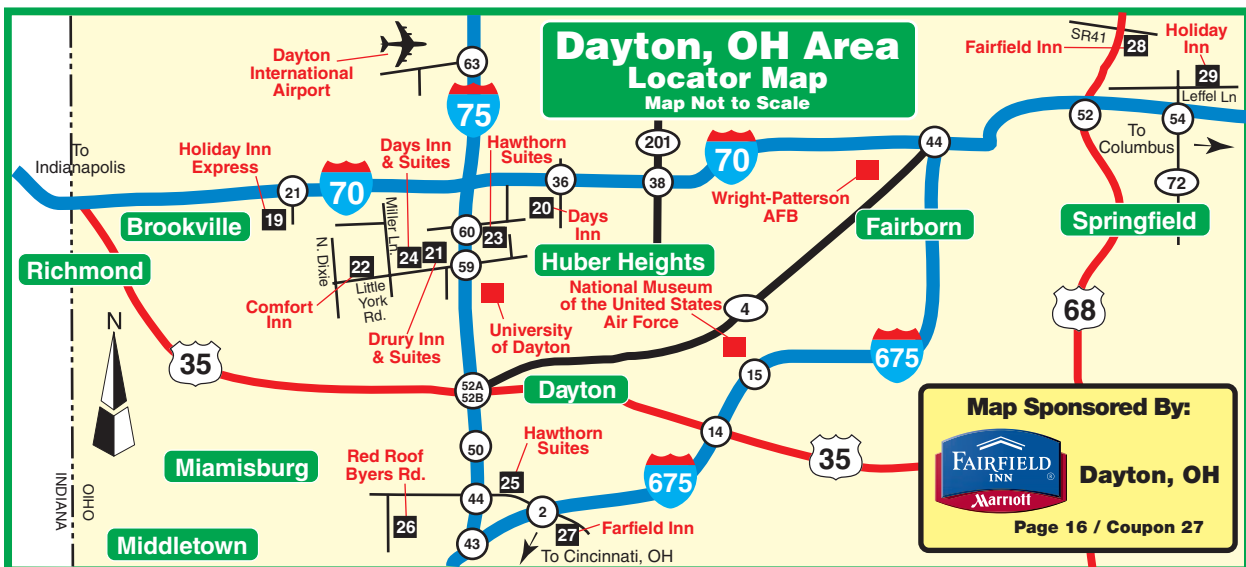 Dayton, OH Area
Locator Map
Map Not to Scale
Dayton
International
Airport
63
75
SR41
Fairfield Inn
28
Holiday
Inn
29
Leffel Ln
52
54
To
Columbus
72
44
201
70
38
36
Hawthorn
Suites
Days Inn
& Suites
Holiday Inn
Express
To
Indianapolis
21
70
19
Brookville
Richmond
N. Dixie
Miller Ln.
22
24
21
60
23
20
Days
Inn
59
Little
York
Rd.
Comfort
Inn
Drury Inn
& Suites
University
of Dayton
Huber Heights
National Museum
of the United States
Air Force
Wright-Patterson
AFB
Fairborn
Springfield
4
68
N
35
675
15
52A
52B
Dayton
14
35
50
Miamisburg
Red Roof
Byers Rd.
Hawthorn
Suites
25
675
44
26
2
27
Farfield Inn
43
To Cincinnati, OH
Middletown
INDIANA
OIHO
Map Sponsored By:
FAIRFIELD
INN
®
Marriott
Dayton, OH
Page 16 / Coupon 27